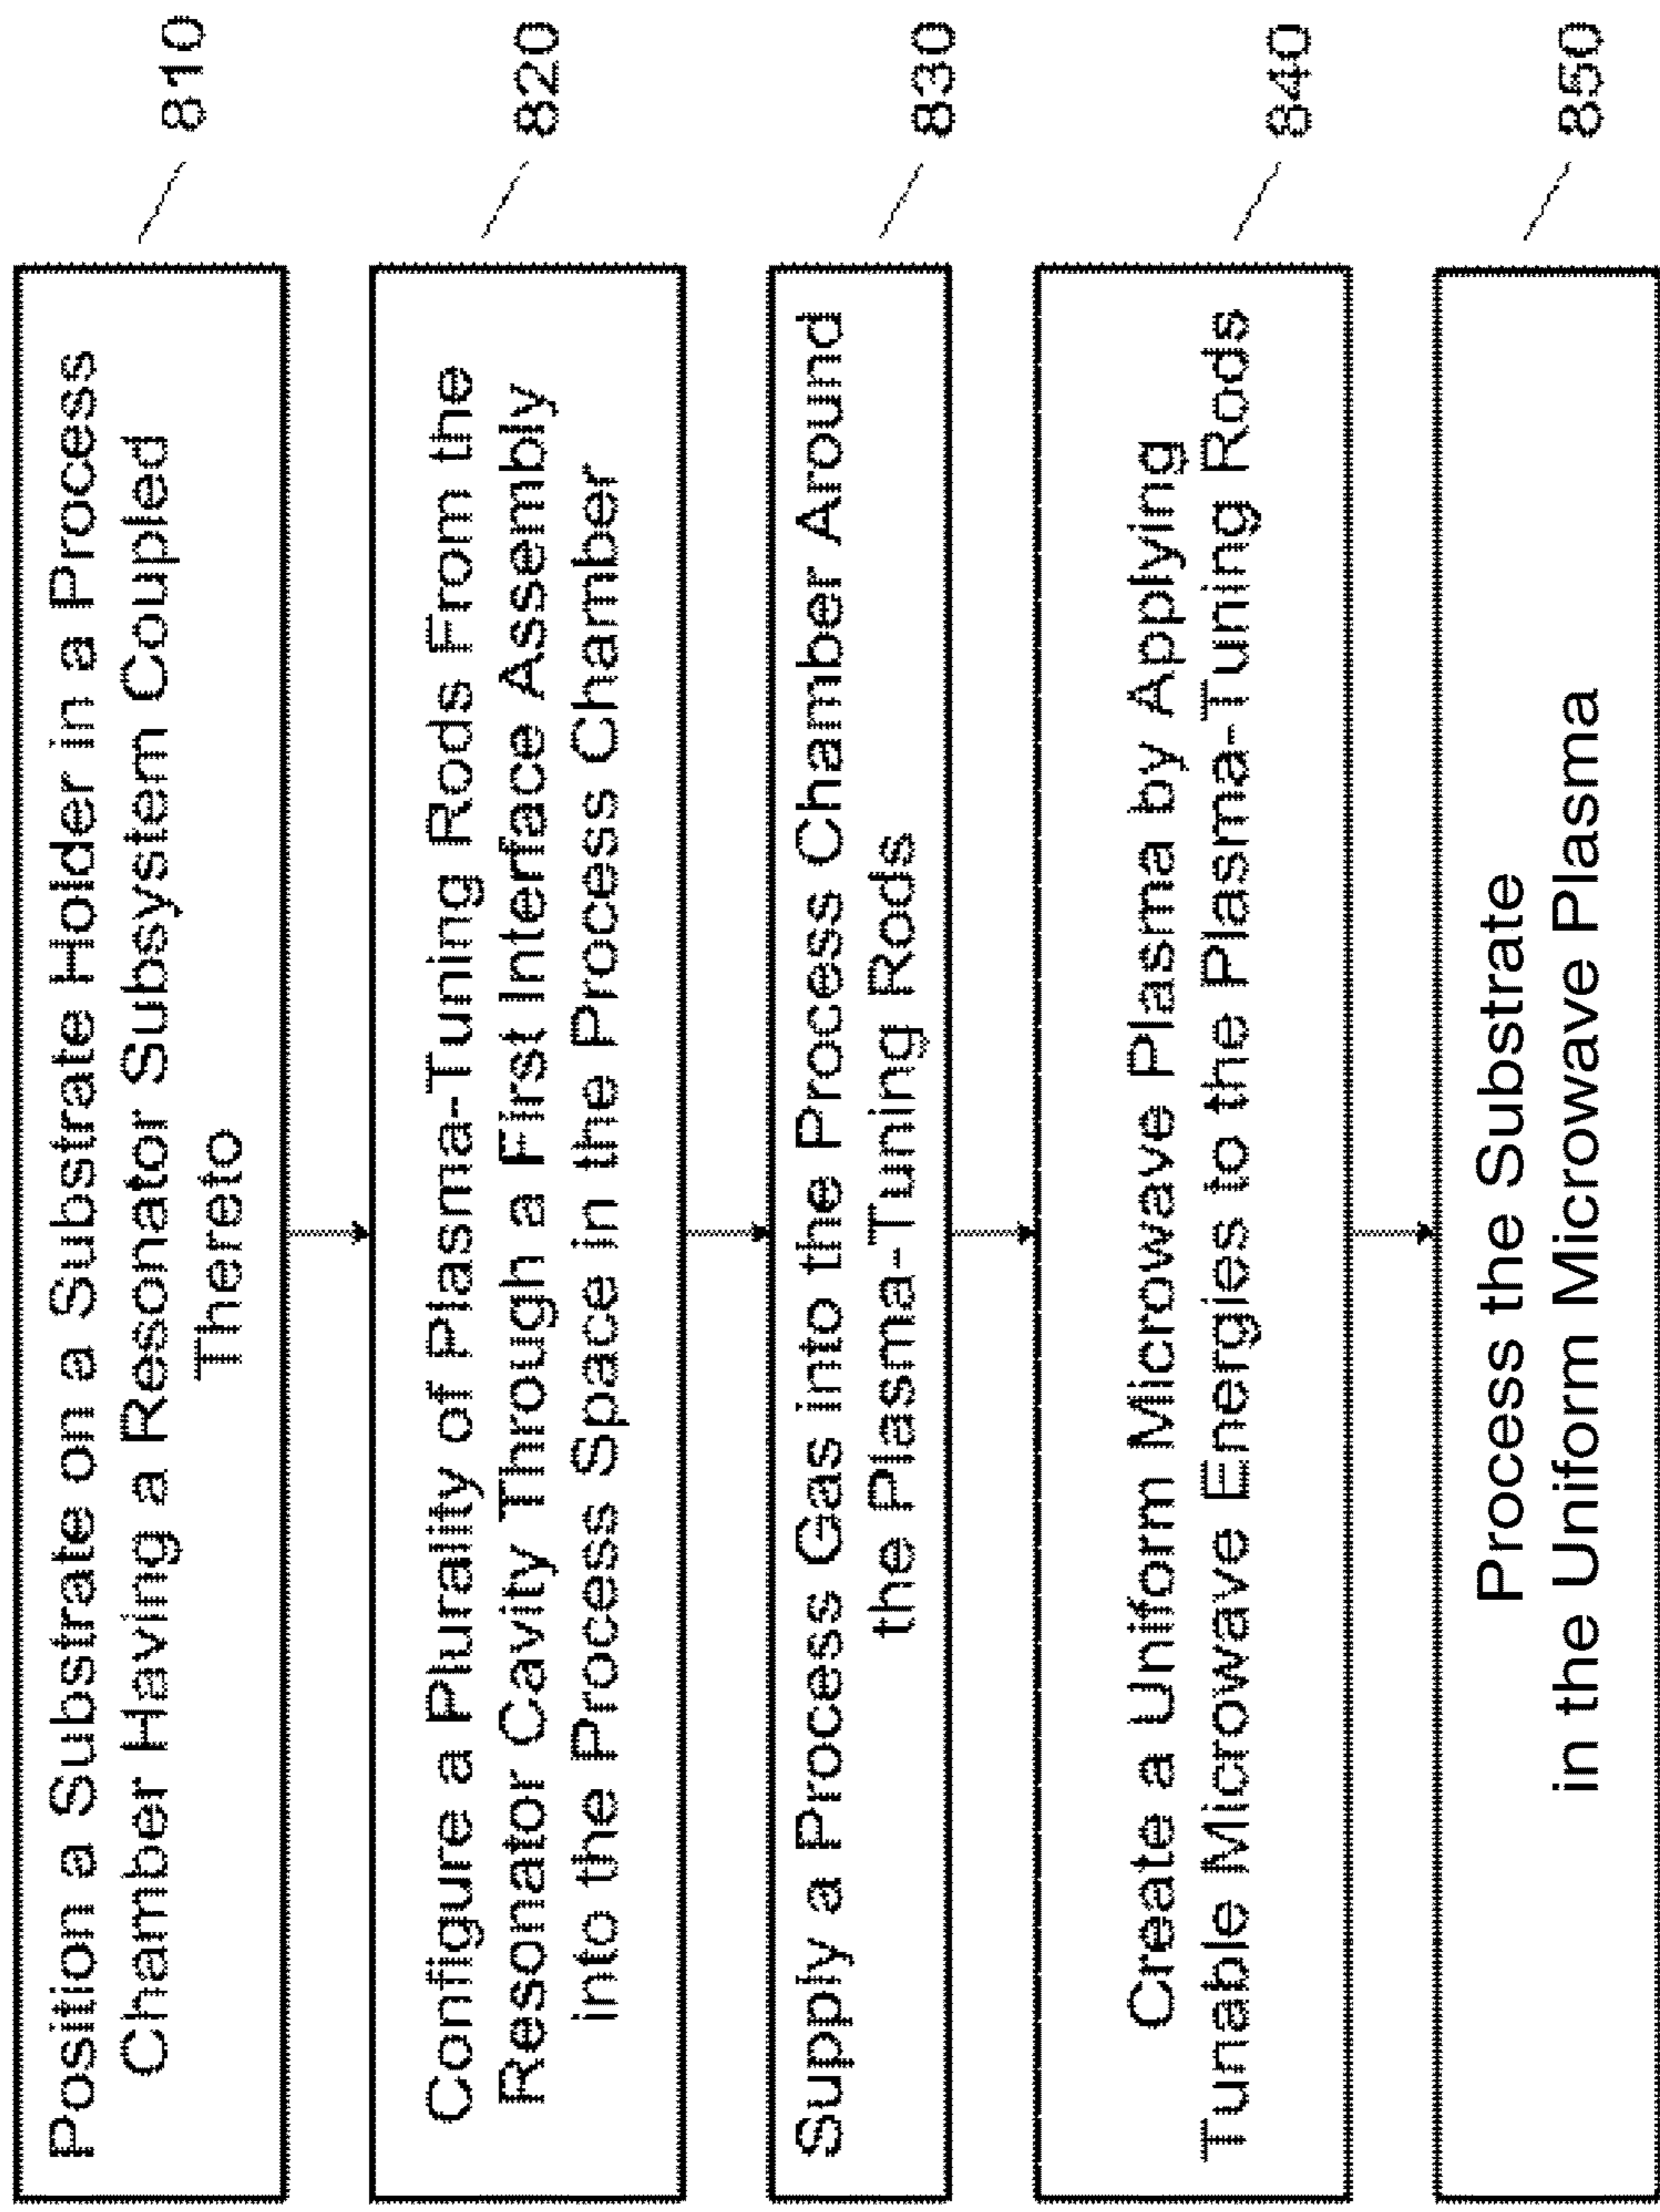 Position a Substrate on a Substrate Holder in a Process
Chamber Having a Resonator Subsystem Coupled
Thereto
810
Configure a Plurality of Plasma-Tuning Rods From the
Resonator Cavity Through a First Interface Assembly
into the Process Space in the Process Chamber
820
Supply a Process Gas into the Process Chamber Around
the Plasma-Tuning Rods
830
Create a Uniform Microwave Plasma by Applying
Tunable Microwave Energies to the Plasma-Tuning Rods
840
Process the Substrate
in the Uniform Microwave Plasma
850